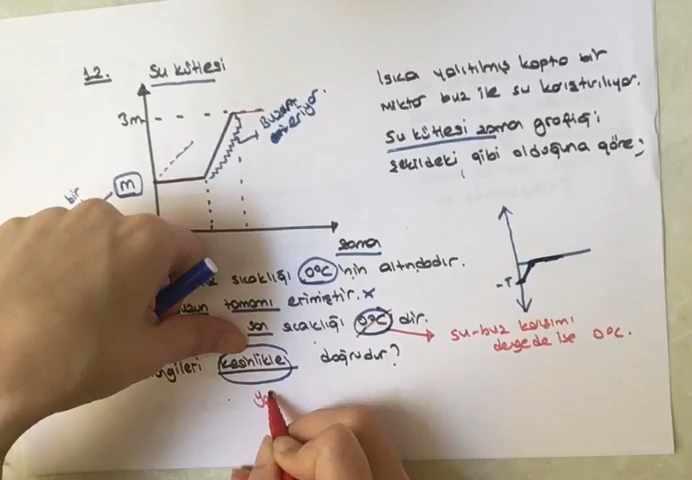 12. Su kütlesi
3m
Buzun
eriyor.
bir
m
zaman
Isıca yalıtılmış kapta bir
miktar buz ile su karıştırılıyor.
Su kütlesi zaman grafiği
şekildeki gibi olduğuna göre;
sıcaklığı 0°C 'nin altındadır.
tamamı erimiştir. x
son sıcaklığı 0°C dir.
kesinlikle doğrudur?
su-buz karışımı
dengede ise 0°C.